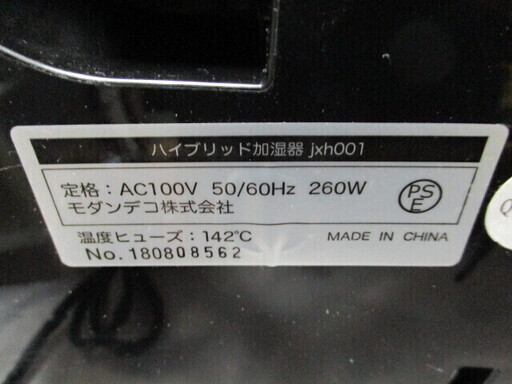 ハイブリッド加湿器 jxh001
定格：AC100V 50/60Hz 260W
モダンデコ株式会社
PS
E
温度ヒューズ：142℃
MADE IN CHINA
No.180808562